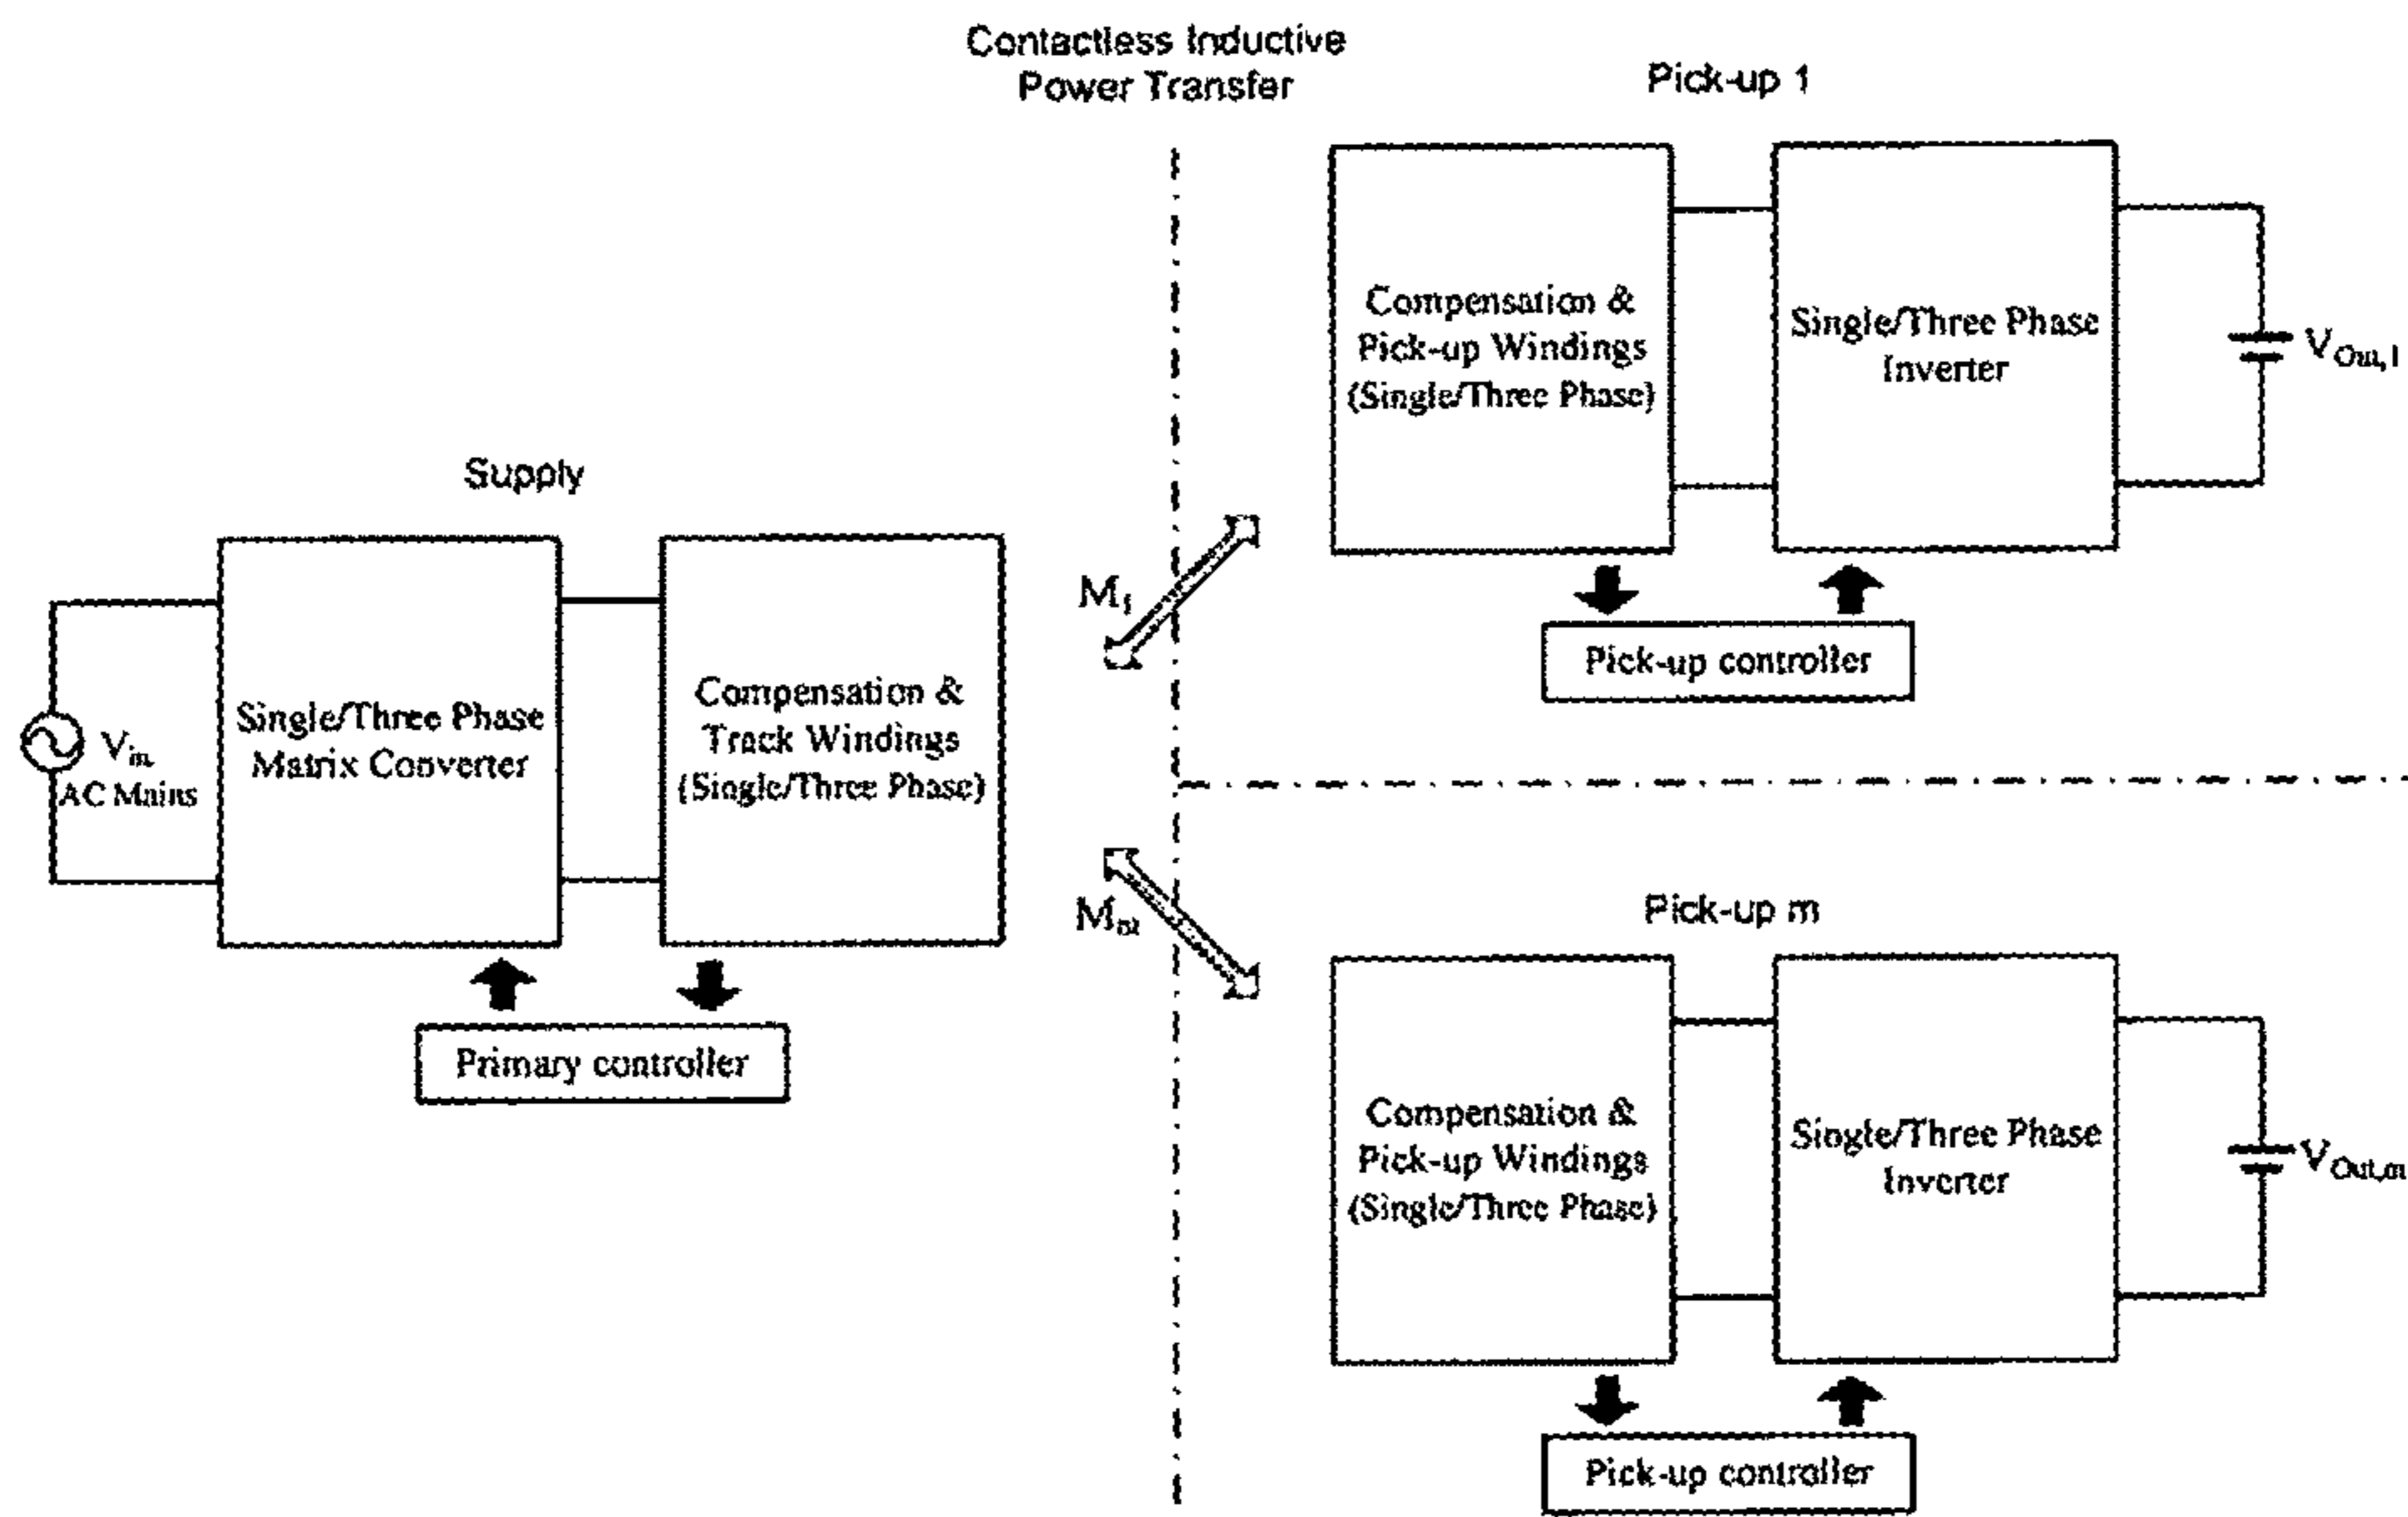 Contactless Inductive
Power Transfer
Pick-up 1
Compensation &
Pick-up Windings
(Single/Three Phase)
Single/Three Phase
Inverter
V_Out,1
Pick-up controller
M_1
Supply
V_in,
AC Mains
Single/Three Phase
Matrix Converter
Compensation &
Track Windings
(Single/Three Phase)
Primary controller
M_m
Pick-up m
Compensation &
Pick-up Windings
(Single/Three Phase)
Single/Three Phase
Inverter
V_Out,m
Pick-up controller